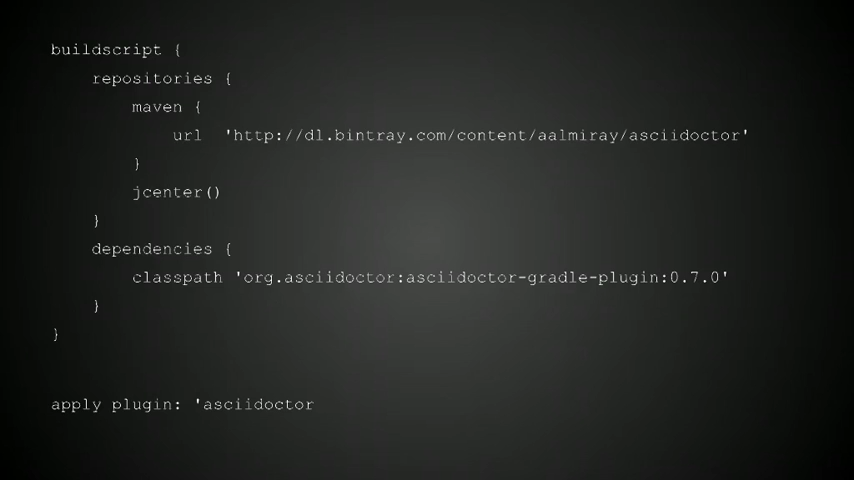 buildscript {
    repositories {
        maven {
            url  'http://dl.bintray.com/content/aalmiray/asciidoctor'
        }
        jcenter()
    }
    dependencies {
        classpath 'org.asciidoctor:asciidoctor-gradle-plugin:0.7.0'
    }
}
apply plugin: 'asciidoctor